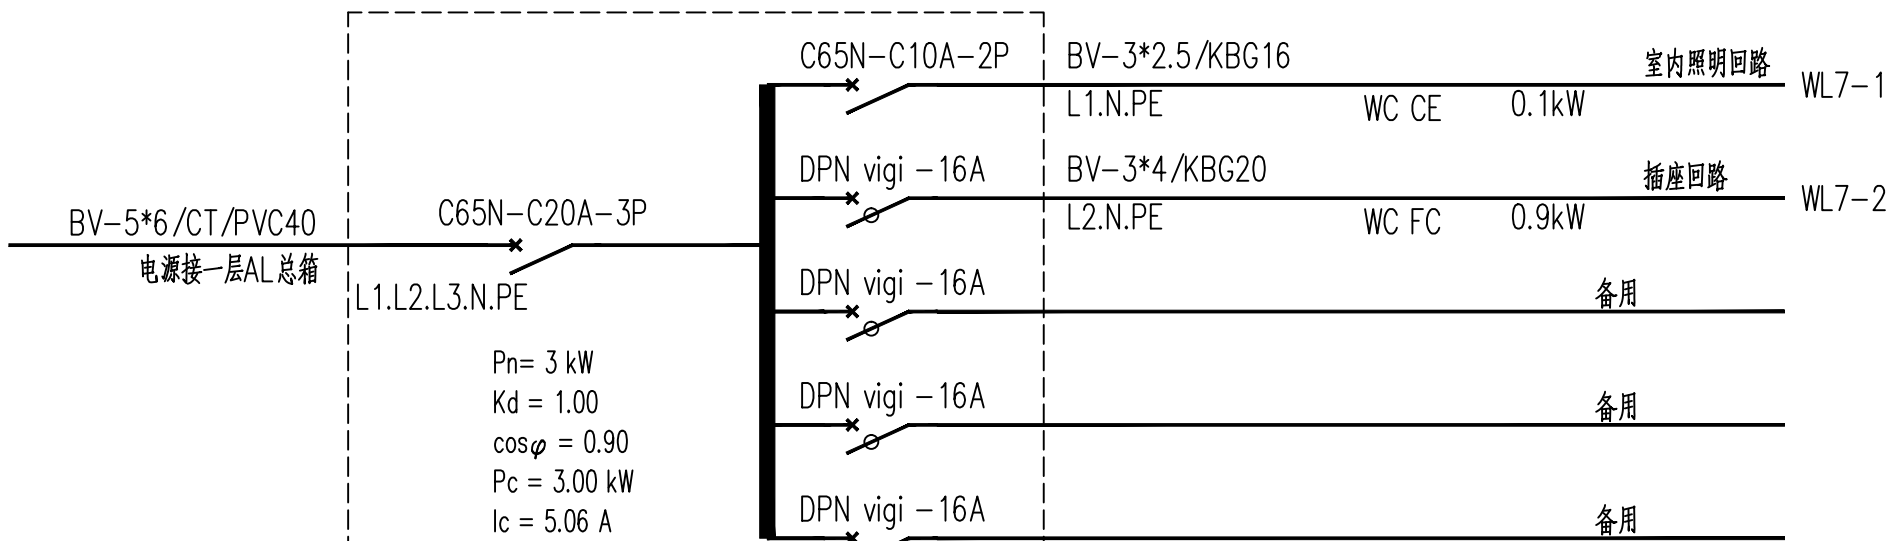 C65N-C10A-2P
BV-3*2.5/KBG16
室内照明回路
WL7-1
L1.N.PE
WC CE
0.1kW
DPN vigi -16A
BV-3*4/KBG20
插座回路
WL7-2
L2.N.PE
WC FC
0.9kW
BV-5*6/CT/PVC40
C65N-C20A-3P
电源接一层AL总箱
L1.L2.L3.N.PE
DPN vigi -16A
备用
Pn= 3 kW
Kd = 1.00
cosφ = 0.90
Pc = 3.00 kW
Ic = 5.06 A
DPN vigi -16A
备用
DPN vigi -16A
备用